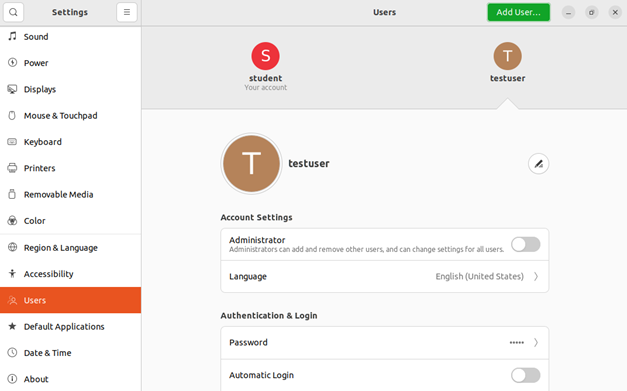 Settings
Users
Add User...
Sound
Power
Displays
Mouse & Touchpad
Keyboard
Printers
Removable Media
Color
Region & Language
Accessibility
Users
Default Applications
Date & Time
About
S
student
Your account
T
testuser
T
testuser
Account Settings
Administrator
Administrators can add and remove other users, and can change settings for all users.
Language
English (United States)
Authentication & Login
Password
•••••
Automatic Login